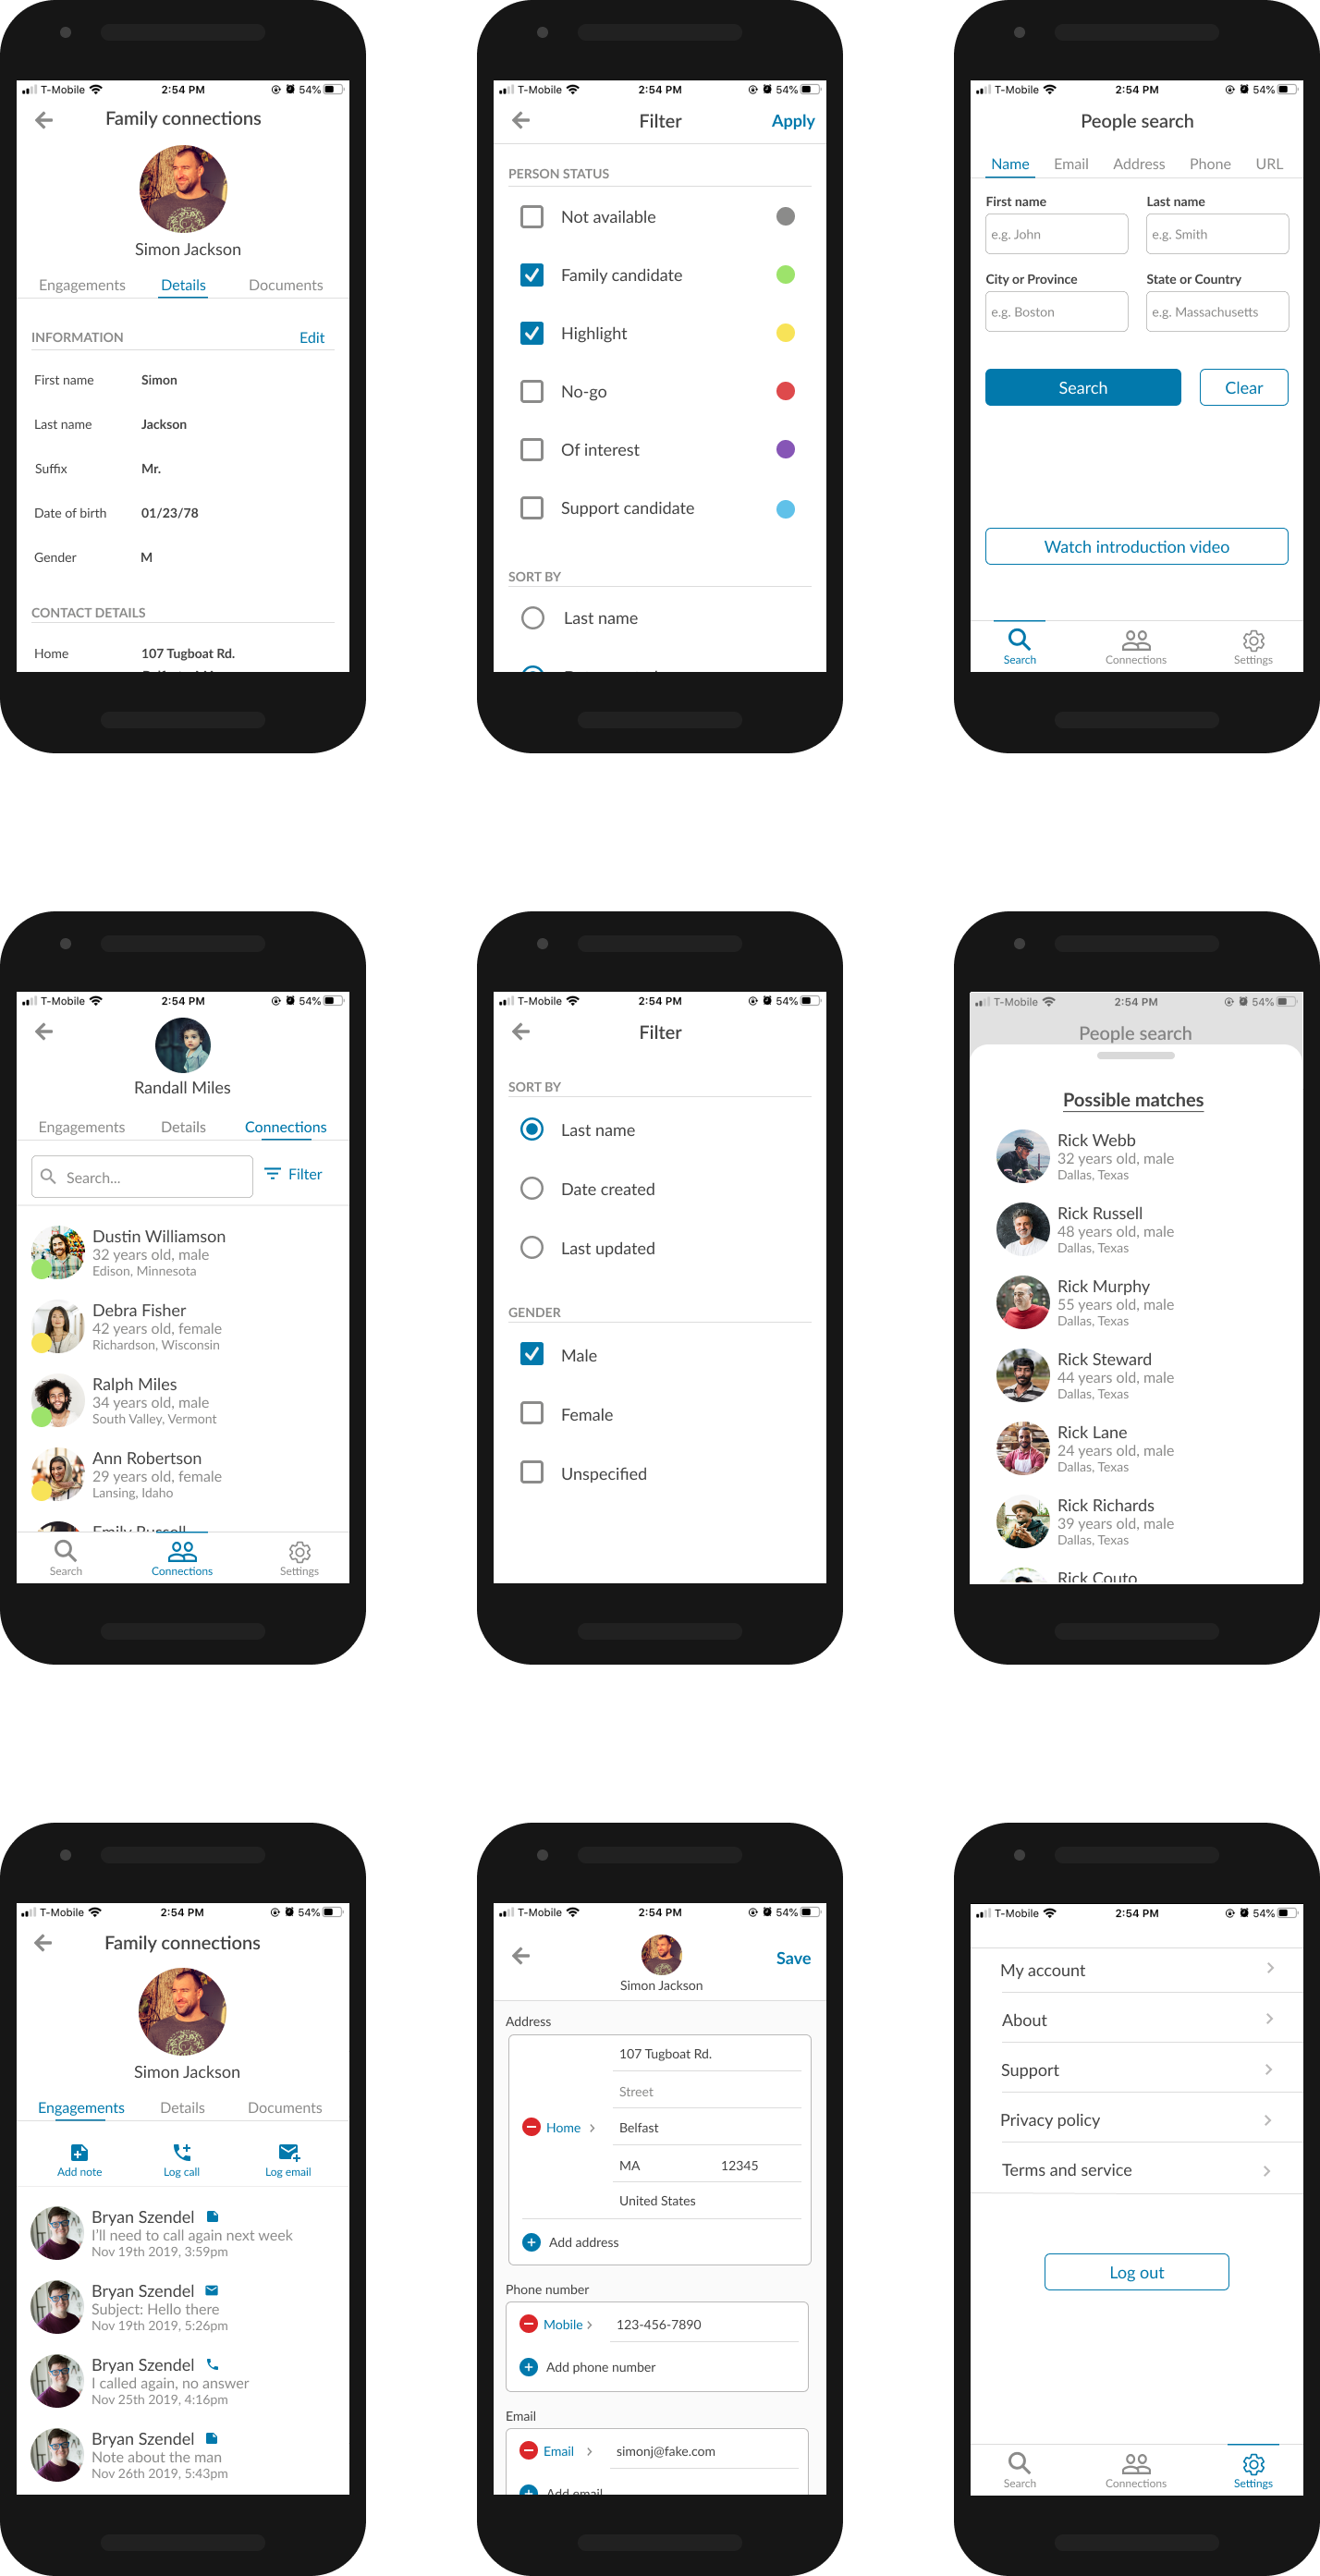 T-Mobile 2:54 PM 54%
Family connections
Simon Jackson
Engagements Details Documents
INFORMATION Edit
First name Simon
Last name Jackson
Suffix Mr.
Date of birth 01/23/78
Gender M
CONTACT DETAILS
Home 107 Tugboat Rd.
T-Mobile 2:54 PM 54%
Filter Apply
PERSON STATUS
Not available
Family candidate
Highlight
No-go
Of interest
Support candidate
SORT BY
Last name
T-Mobile 2:54 PM 54%
People search
Name Email Address Phone URL
First name Last name
e.g. John e.g. Smith
City or Province State or Country
e.g. Boston e.g. Massachusetts
Search Clear
Watch introduction video
Search Connections Settings
T-Mobile 2:54 PM 54%
Randall Miles
Engagements Details Connections
Search... Filter
Dustin Williamson
32 years old, male
Edison, Minnesota
Debra Fisher
42 years old, female
Richardson, Wisconsin
Ralph Miles
34 years old, male
South Valley, Vermont
Ann Robertson
29 years old, female
Lansing, Idaho
Emily Russell
Search Connections Settings
T-Mobile 2:54 PM 54%
Filter
SORT BY
Last name
Date created
Last updated
GENDER
Male
Female
Unspecified
T-Mobile 2:54 PM 54%
People search
Possible matches
Rick Webb
32 years old, male
Dallas, Texas
Rick Russell
48 years old, male
Dallas, Texas
Rick Murphy
55 years old, male
Dallas, Texas
Rick Steward
44 years old, male
Dallas, Texas
Rick Lane
24 years old, male
Dallas, Texas
Rick Richards
39 years old, male
Dallas, Texas
Rick Couto
T-Mobile 2:54 PM 54%
Family connections
Simon Jackson
Engagements Details Documents
Add note Log call Log email
Bryan Szendel
I'll need to call again next week
Nov 19th 2019, 3:59pm
Bryan Szendel
Subject: Hello there
Nov 19th 2019, 5:26pm
Bryan Szendel
I called again, no answer
Nov 25th 2019, 4:16pm
Bryan Szendel
Note about the man
Nov 26th 2019, 5:43pm
T-Mobile 2:54 PM 54%
Save
Simon Jackson
Address
107 Tugboat Rd.
Street
Home Belfast
MA 12345
United States
Add address
Phone number
Mobile 123-456-7890
Add phone number
Email
Email simonj@fake.com
Add email
T-Mobile 2:54 PM 54%
My account
About
Support
Privacy policy
Terms and service
Log out
Search Connections Settings